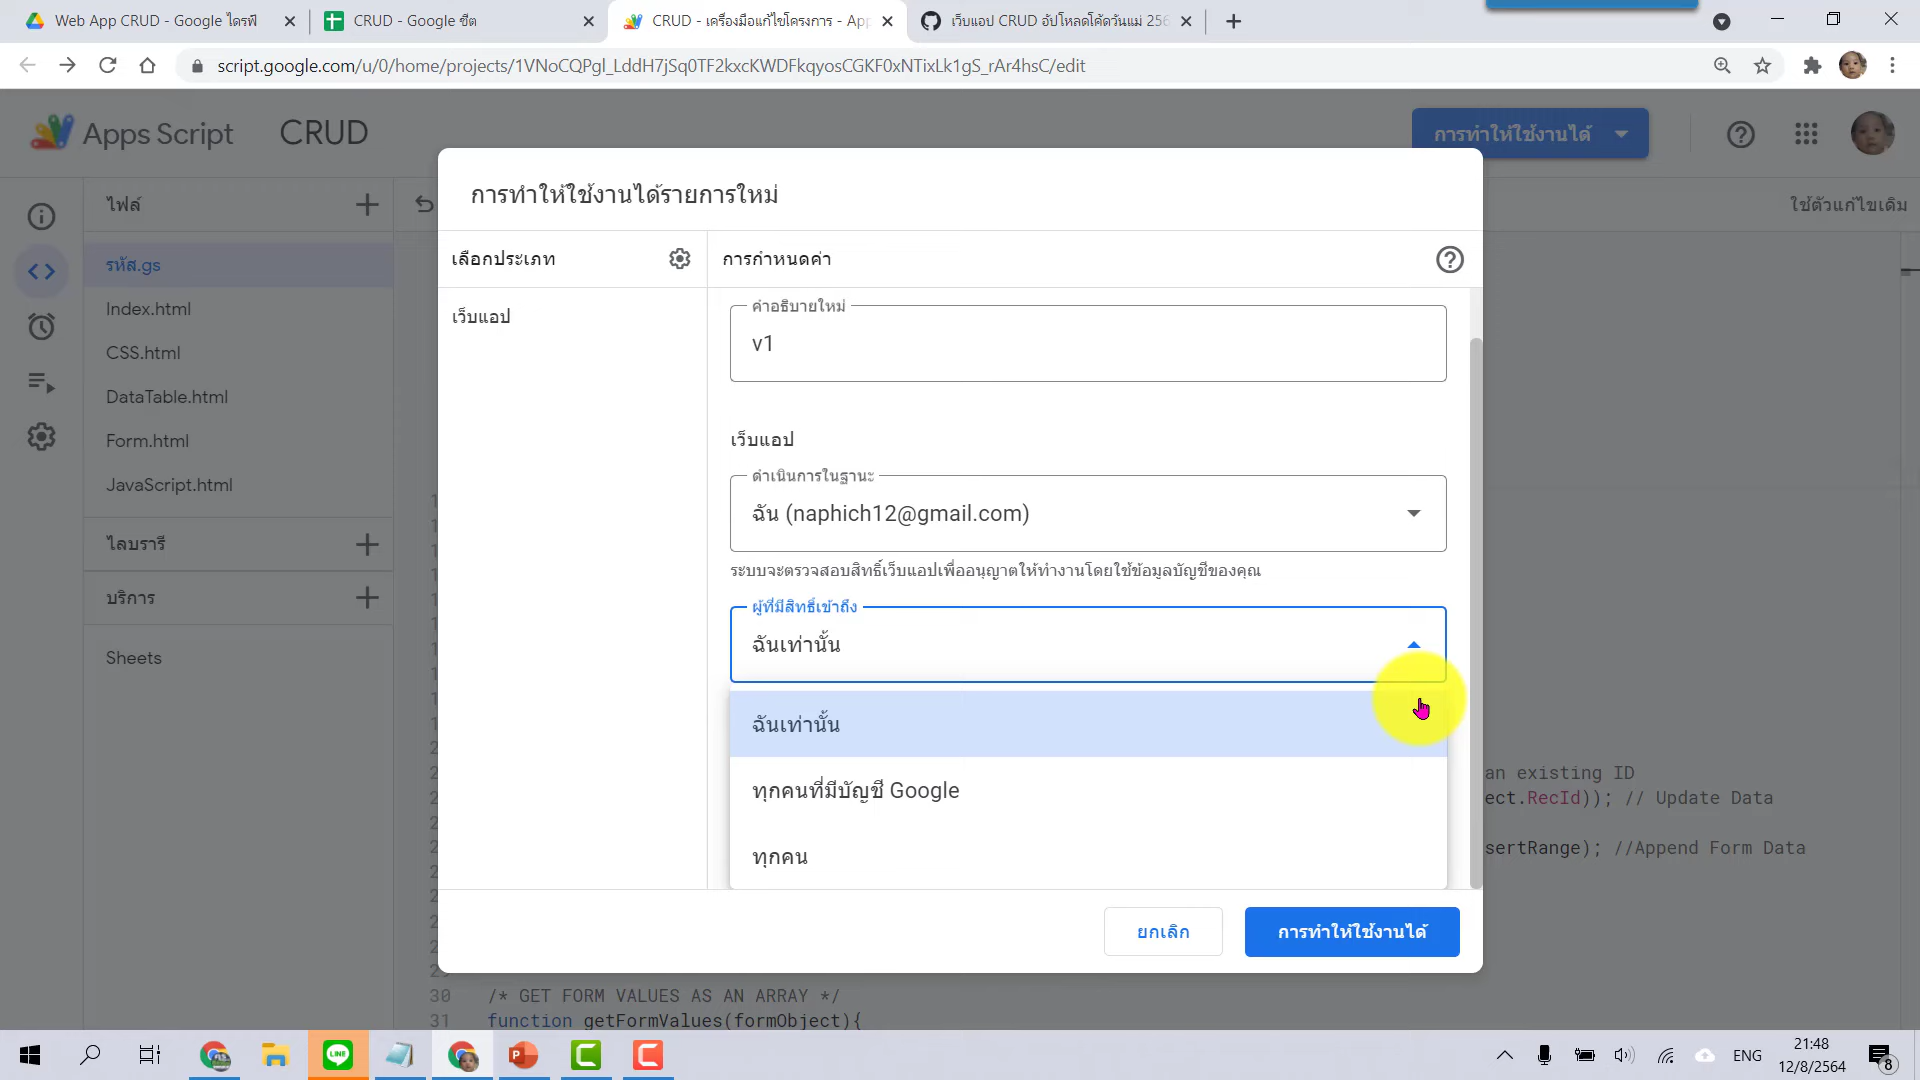 Web App CRUD - Google ไดรฟ์
CRUD - Google ชีต
CRUD - เครื่องมือแก้ไขโครงการ - App
เว็บแอป CRUD อัปโหลดโค้ดวันแม่ 256
script.google.com/u/0/home/projects/1VNoCQPgl_LddH7jSq0TF2kxcKWDFkqyosCGKF0xNTixLk1gS_rAr4hsC/edit
Apps Script
CRUD
การทำให้ใช้งานได้
การทำให้ใช้งานได้รายการใหม่
ไฟล์
ใช้ตัวแก้ไขเดิม
เลือกประเภท
การกำหนดค่า
รหัส.gs
Index.html
CSS.html
DataTable.html
Form.html
JavaScript.html
ไลบรารี
บริการ
Sheets
เว็บแอป
คำอธิบายใหม่
v1
เว็บแอป
ดำเนินการในฐานะ
ฉัน (naphich12@gmail.com)
ระบบจะตรวจสอบสิทธิ์เว็บแอปเพื่ออนุญาตให้ทำงานโดยใช้ข้อมูลบัญชีของคุณ
ผู้ที่มีสิทธิ์เข้าถึง
ฉันเท่านั้น
ฉันเท่านั้น
ทุกคนที่มีบัญชี Google
ทุกคน
an existing ID
ect.RecId)); // Update Data
sertRange); //Append Form Data
ยกเลิก
การทำให้ใช้งานได้
30 /* GET FORM VALUES AS AN ARRAY */
31 function getFormValues(formObject){
ENG
21:48
12/8/2564
8